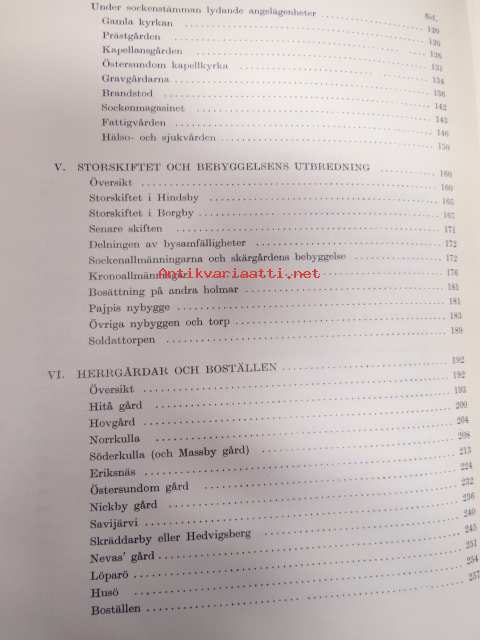 Sid.
Under sockenstämman lydande angelägenheter 120
Gamla kyrkan 120
Prästgården 126
Kapellansgården 131
Östersundom kapellkyrka 134
Gravgårdarna 136
Brandstod 142
Sockenmagasinet 143
Fattigvården 146
Hälso- och sjukvården 150
V. STORSKIFTET OCH BEBYGGELSENS UTBREDNING 160
Översikt 160
Storskiftet i Hindsby 165
Storskiftet i Borgby 167
Senare skiften 171
Delningen av bysamfälligheter 172
Sockenallmänningarna och skärgårdens bebyggelse 172
Kronoallmänningar 176
Antikvariaatti.net
Bosättning på andra holmar 181
Pajpis nybygge 181
Övriga nybyggen och torp 183
Soldattorpen 189
VI. HERRGÅRDAR OCH BOSTÄLLEN 192
Översikt 192
Hitå gård 193
Hovgård 200
Norrkulla 204
Söderkulla (och Massby gård) 208
Eriksnäs 213
Östersundom gård 224
Nickby gård 232
Savijärvi 236
Skräddarby eller Hedvigsberg 240
Nevas' gård 245
Löparö 251
Husö 254
Boställen 257